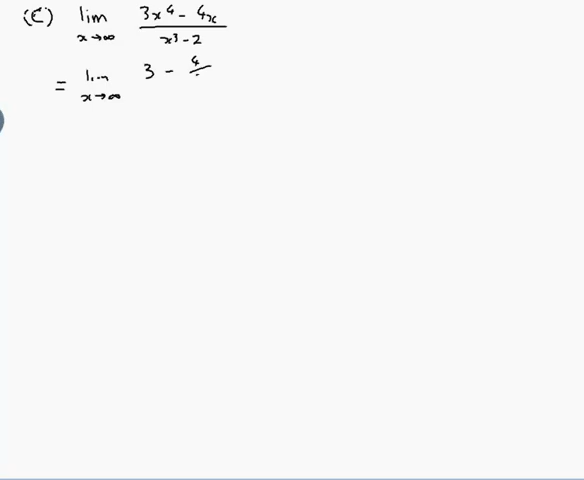 (C) lim x→∞ (3x⁴ - 4x)/(x³ - 2)
= lim x→∞ 3 - 4/